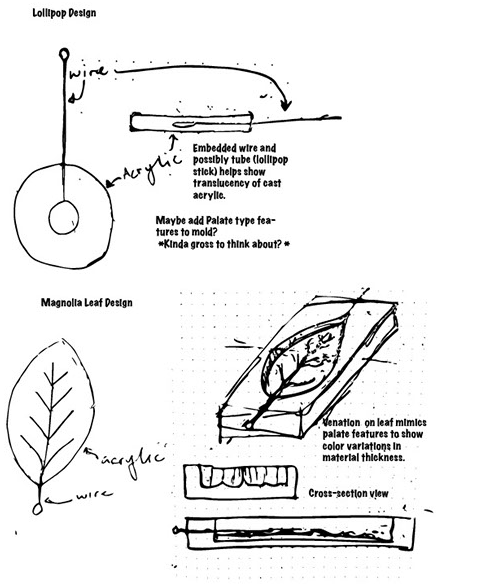 Lollipop Design
wire
Acrylic
Embedded wire and
possibly tube (lollipop
stick) helps show
translucency of cast
acrylic.
Maybe add Palate type fea-
tures to mold?
*Kinda gross to think about? *
Magnolia Leaf Design
acrylic
wire
Venation on leaf mimics
palate features to show
color variations in
material thickness.
Cross-section view